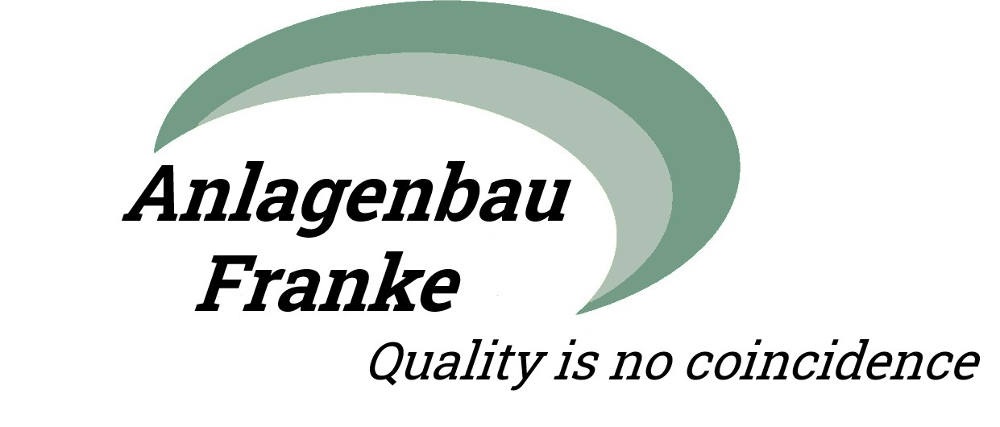 Anlagenbau
Franke
Quality is no coincidence